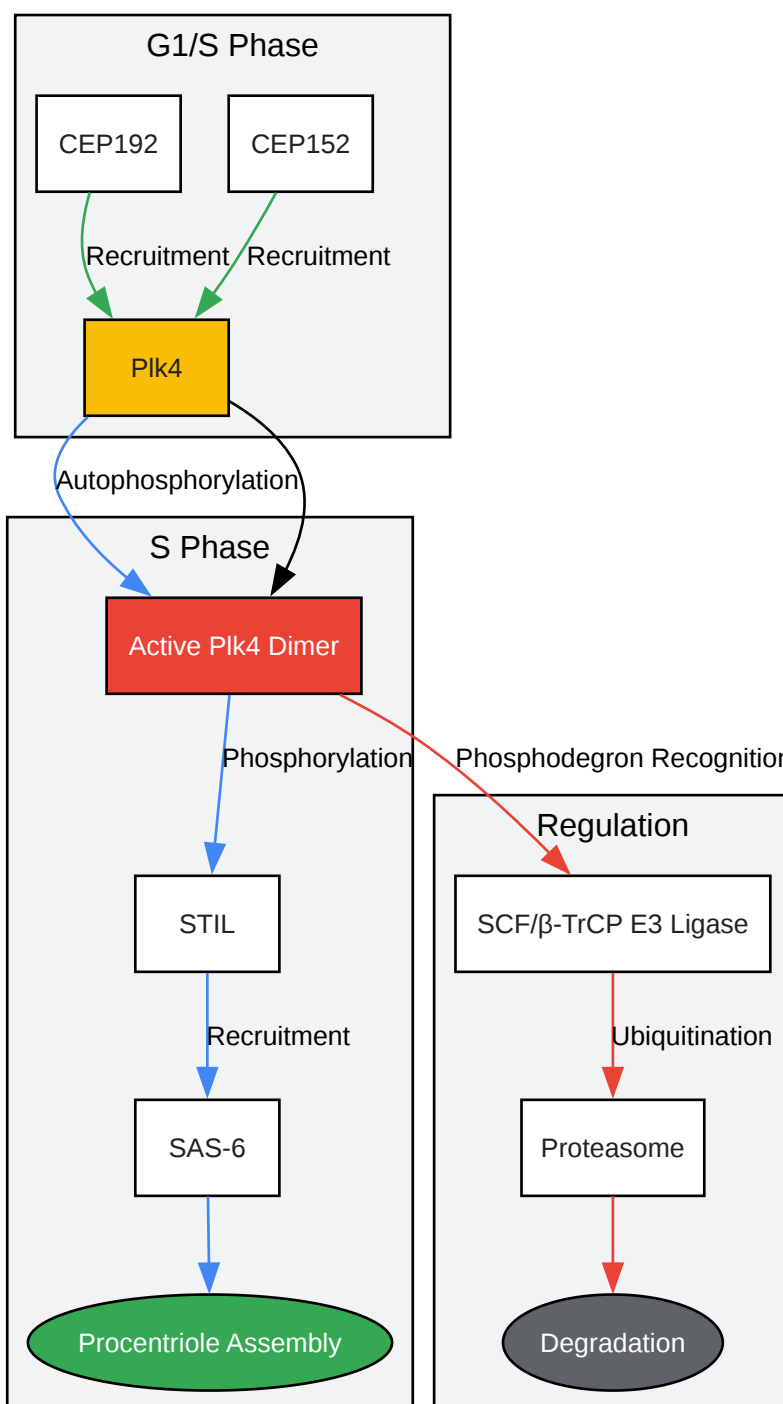 G1/S Phase
CEP192
CEP152
Recruitment
Recruitment
Plk4
Autophosphorylation
S Phase
Active Plk4 Dimer
Phosphorylation
Phosphodegron Recognition
Regulation
STIL
SCF/β-TrCP E3 Ligase
Recruitment
Ubiquitination
SAS-6
Proteasome
Procentriole Assembly
Degradation